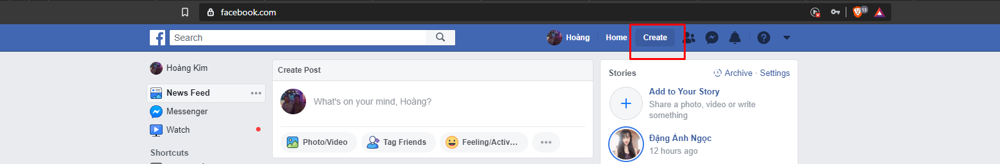 facebook.com
13
f
Search
Hoàng
Home
Create
?
Hoàng Kim
News Feed
Messenger
Watch
Shortcuts
Create Post
What's on your mind, Hoàng?
Photo/Video
Tag Friends
Feeling/Activ...
Stories
Archive · Settings
Add to Your Story
Share a photo, video or write
something
Đặng Ánh Ngọc
12 hours ago